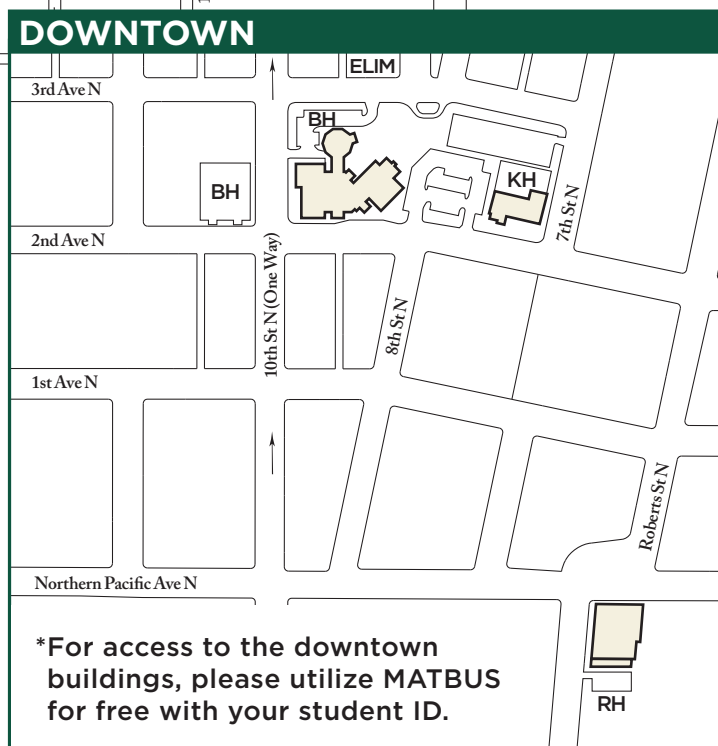 DOWNTOWN
ELIM
3rd Ave N
BH
BH
KH
7th St N
2nd Ave N
10th St N (One Way)
8th St N
1st Ave N
Roberts St N
Northern Pacific Ave N
*For access to the downtown
buildings, please utilize MATBUS
for free with your student ID.
RH